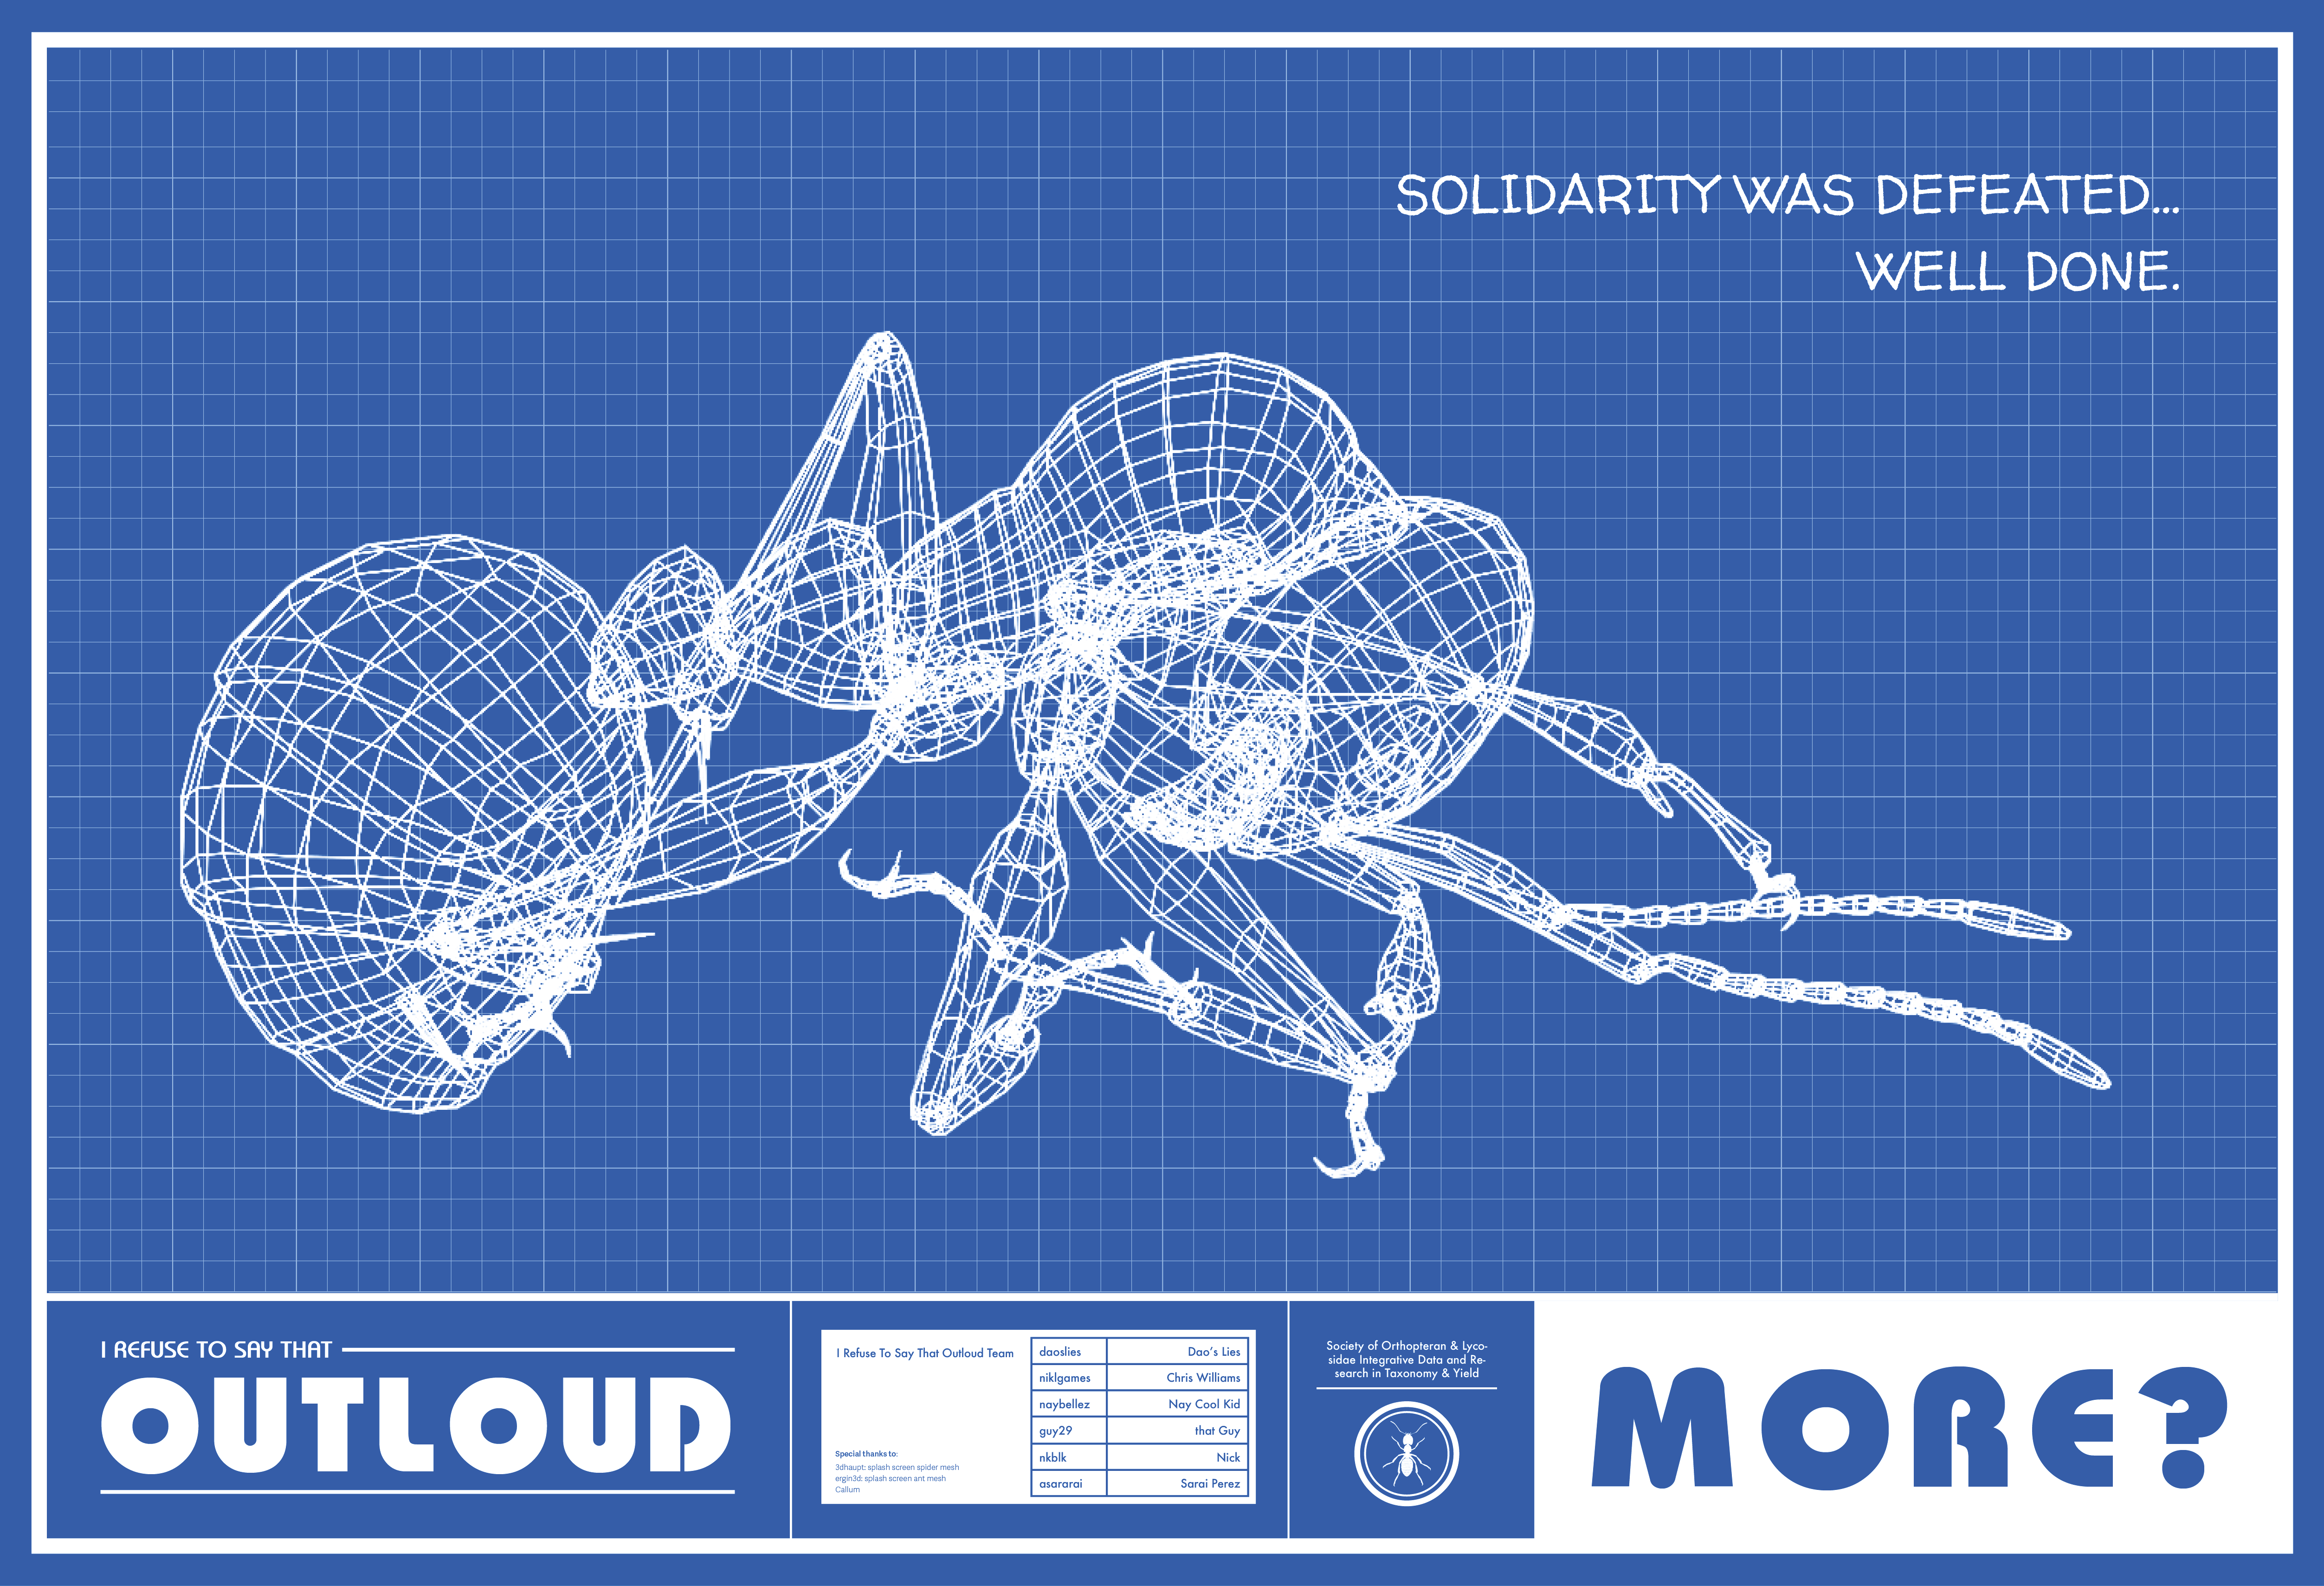 SOLIDARITY WAS DEFEATED...
WELL DONE.
I REFUSE TO SAY THAT
OUTLOUD
I Refuse To Say That Outloud Team
Special thanks to:
3dhaupt: splash screen spider mesh
ergin3d: splash screen ant mesh
Callum
daoslies Dao's Lies
niklgames Chris Williams
naybellez Nay Cool Kid
guy29 that Guy
nkblk Nick
asararai Sarai Perez
Society of Orthopteran & Lyco-
sidae Integrative Data and Re-
search in Taxonomy & Yield
MORE?